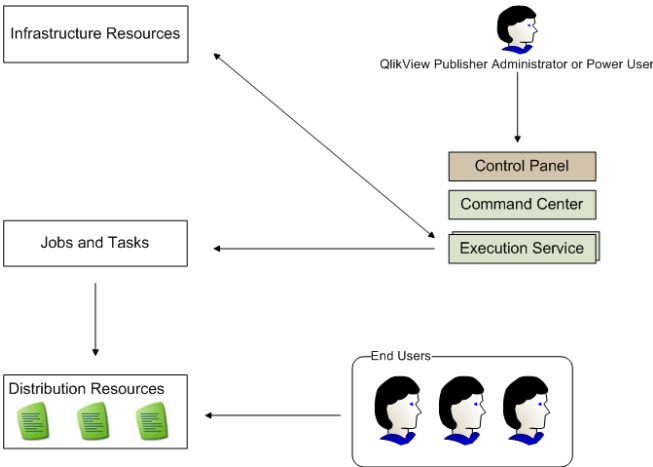 Infrastructure Resources
QlikView Publisher Administrator or Power User
Control Panel
Command Center
Execution Service
Jobs and Tasks
Distribution Resources
End Users